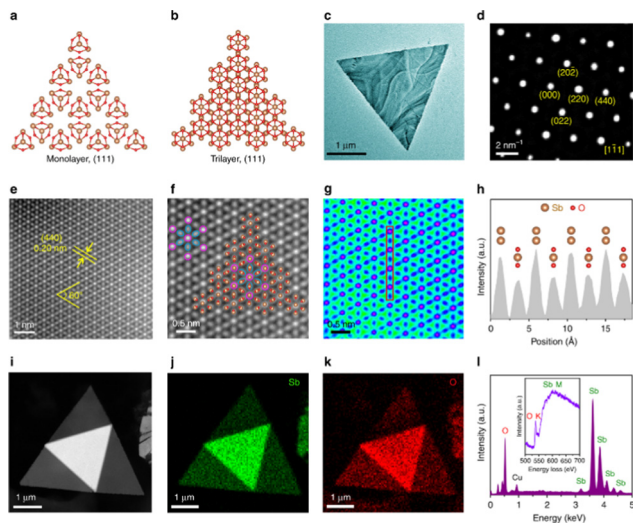 a
b
c
d
Monolayer, (111)
Trilayer, (111)
1 μm
(202̄)
(000)
(220)
(440)
(022)
2 nm⁻¹
[11̄1]
e
f
g
h
(440)
0.20 nm
60°
1 nm
0.5 nm
0.5 nm
Sb
O
Intensity (a.u.)
0 5 10 15
Position (Å)
i
j
k
l
Sb
O
1 μm
1 μm
1 μm
Intensity (a.u.)
O
Cu
Sb
Sb
Sb
Sb
Sb
Intensity (a.u.)
Sb M
O K
500 550 600 650 700
Energy loss (eV)
0 1 2 3 4 5
Energy (keV)